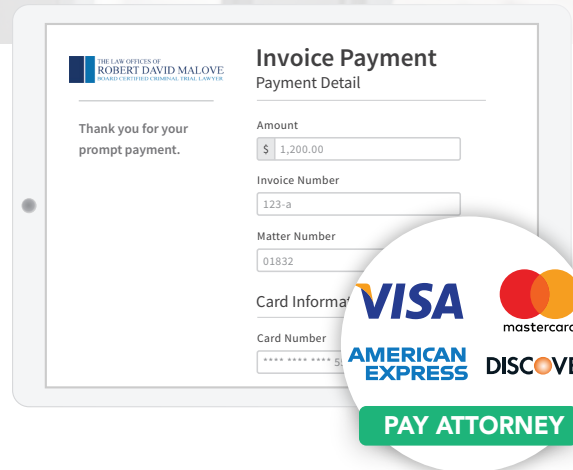 THE LAW OFFICES OF
ROBERT DAVID MALOVE
BOARD CERTIFIED CRIMINAL TRIAL LAWYER
Thank you for your
prompt payment.
Invoice Payment
Payment Detail
Amount
$ 1,200.00
Invoice Number
123-a
Matter Number
01832
Card Informat
Card Number
**** **** **** 5
VISA
mastercard
AMERICAN
EXPRESS
DISCOVE
PAY ATTORNEY